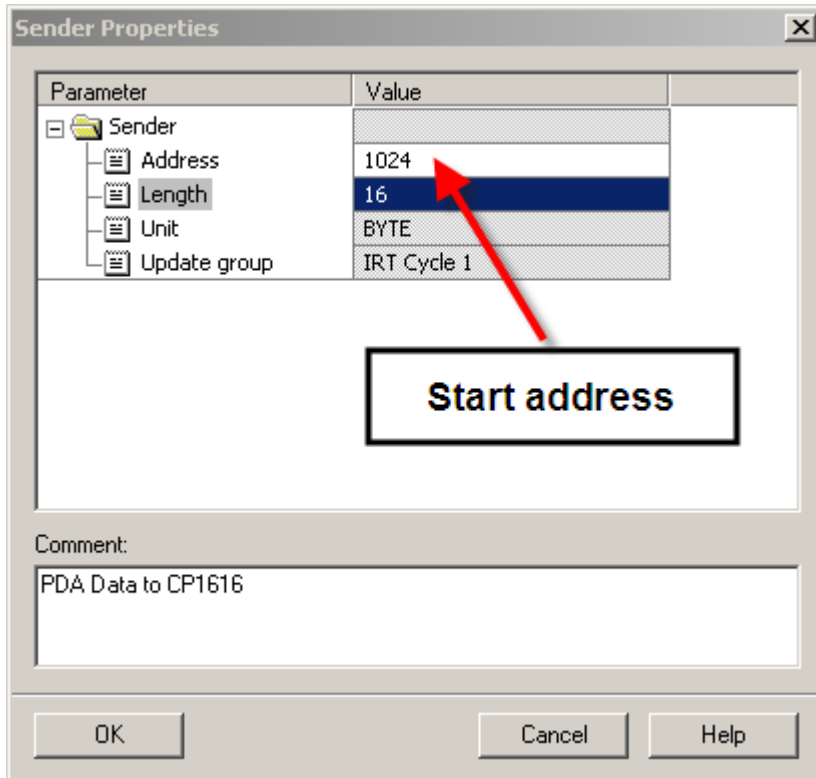 Sender Properties
Parameter Value
Sender
Address 1024
Length 16
Unit BYTE
Update group IRT Cycle 1
Start address
Comment:
PDA Data to CP1616
OK Cancel Help